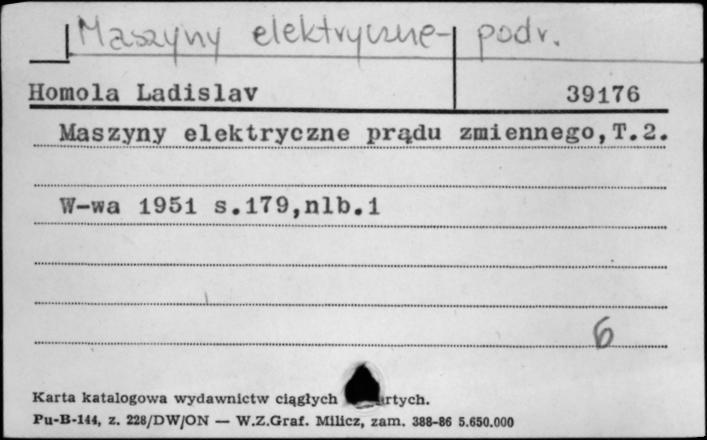 Maszyny elektryczne - podr.
Homola Ladislav 39176
Maszyny elektryczne prądu zmiennego, T.2.
W-wa 1951 s.179,nlb.1
6
Karta katalogowa wydawnictw ciągłych
Pu-B-144, z. 228/DW/ON — W.Z.Graf. Milicz, zam. 388-86 5.650.000